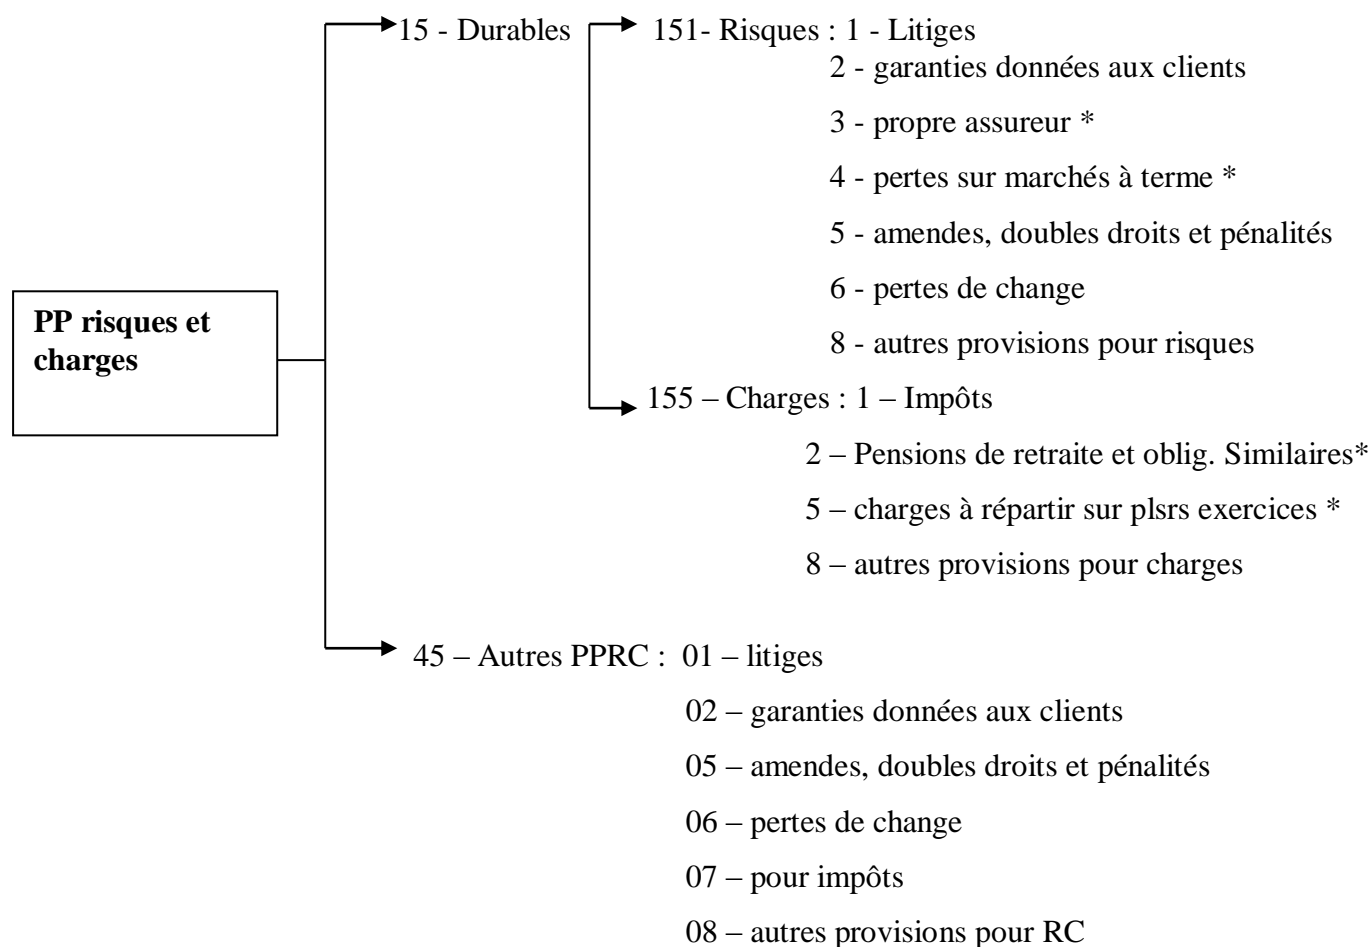 15 - Durables
151- Risques : 1 - Litiges
2 - garanties données aux clients
3 - propre assureur *
4 - pertes sur marchés à terme *
5 - amendes, doubles droits et pénalités
6 - pertes de change
8 - autres provisions pour risques
PP risques et
charges
155 – Charges : 1 – Impôts
2 – Pensions de retraite et oblig. Similaires*
5 – charges à répartir sur plsrs exercices *
8 – autres provisions pour charges
45 – Autres PPRC : 01 – litiges
02 – garanties données aux clients
05 – amendes, doubles droits et pénalités
06 – pertes de change
07 – pour impôts
08 – autres provisions pour RC